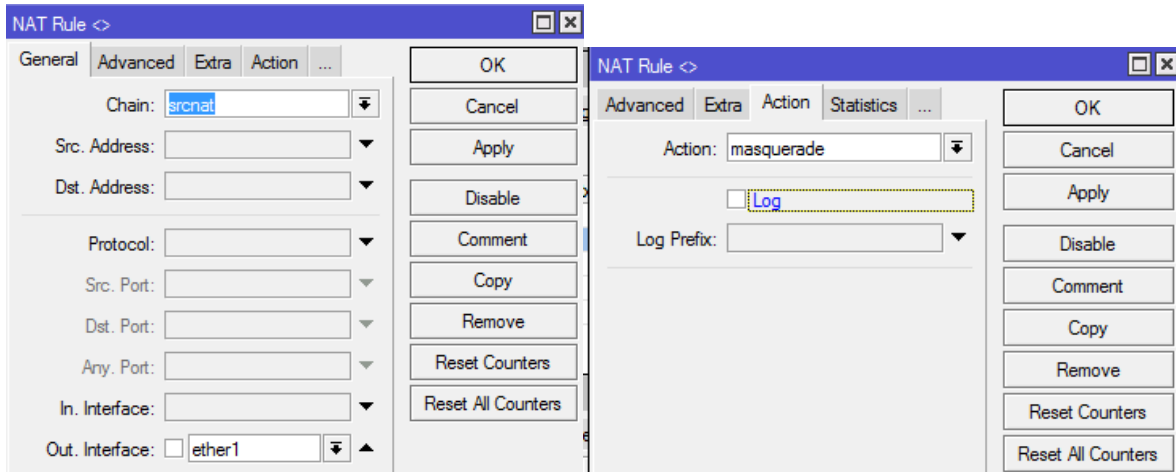 NAT Rule <>
General Advanced Extra Action ...
Chain: srcnat
Src. Address:
Dst. Address:
Protocol:
Src. Port:
Dst. Port:
Any. Port:
In. Interface:
Out. Interface: ether1
OK
Cancel
Apply
Disable
Comment
Copy
Remove
Reset Counters
Reset All Counters
NAT Rule <>
Advanced Extra Action Statistics ...
Action: masquerade
Log
Log Prefix:
OK
Cancel
Apply
Disable
Comment
Copy
Remove
Reset Counters
Reset All Counters